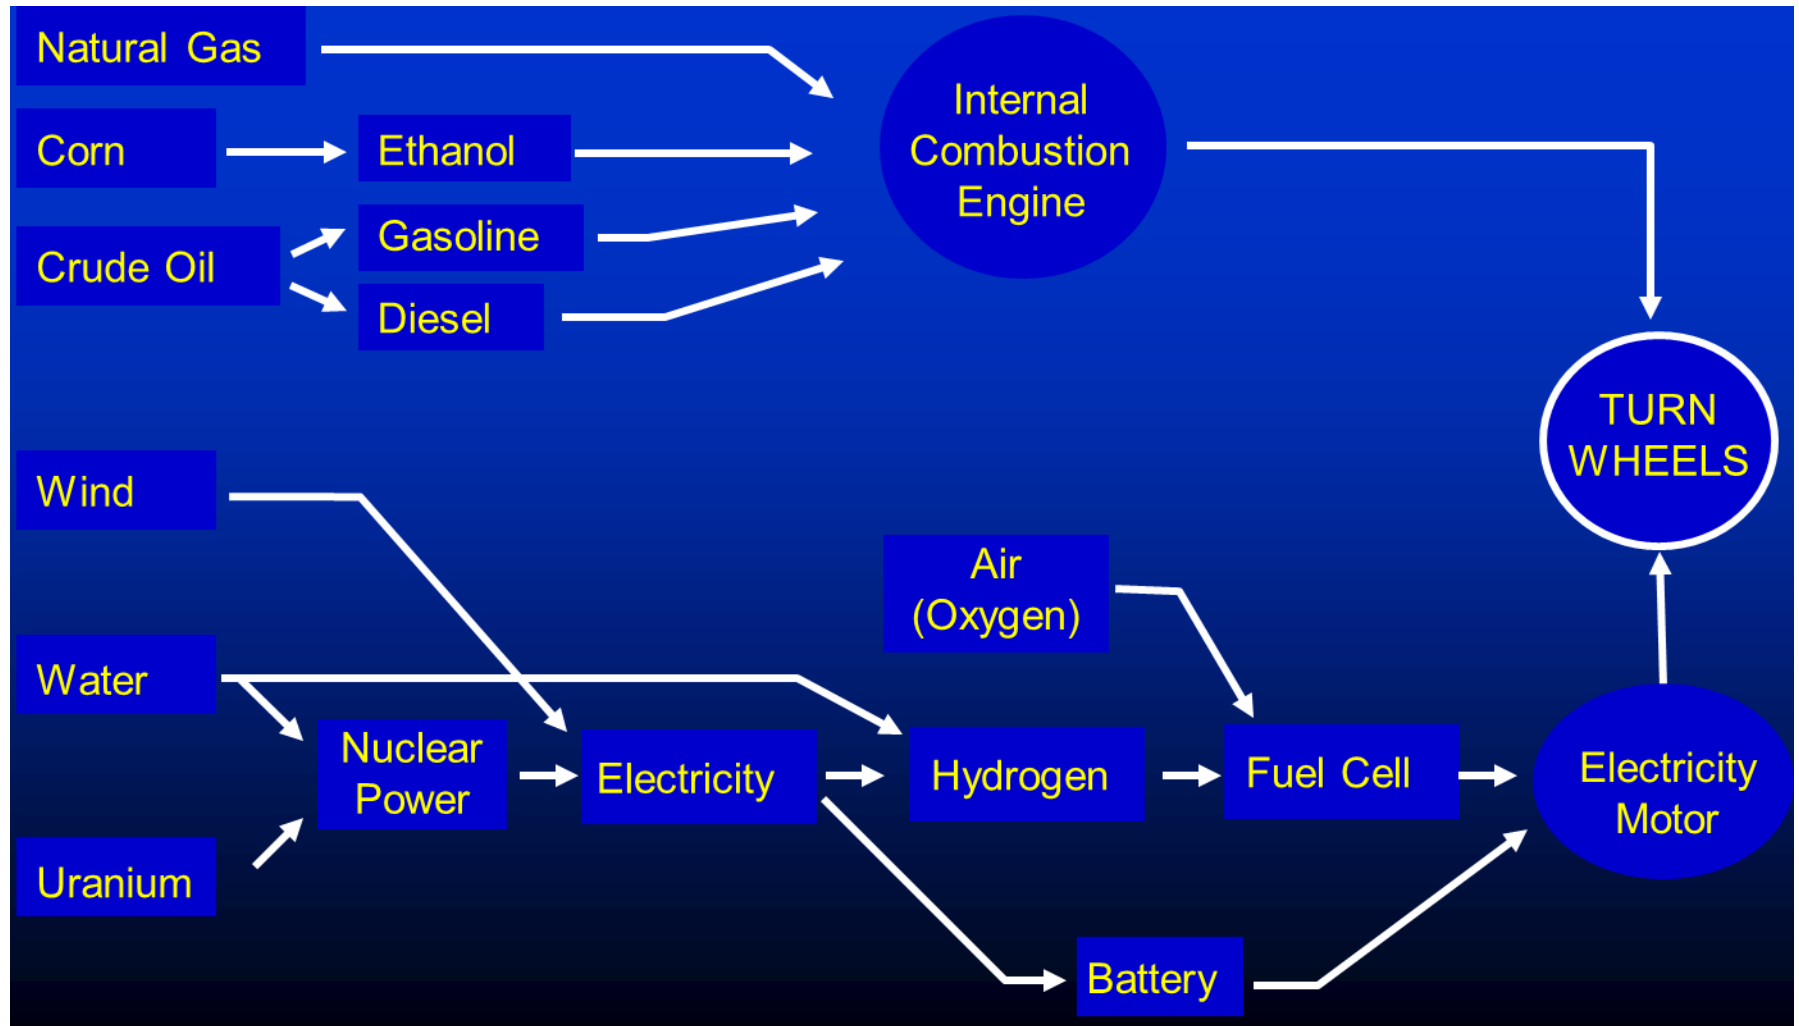 Natural Gas
Internal
Combustion
Engine
Corn
Ethanol
Gasoline
Crude Oil
Diesel
TURN
WHEELS
Wind
Air
(Oxygen)
Water
Nuclear
Power
Electricity
Hydrogen
Fuel Cell
Electricity
Motor
Uranium
Battery